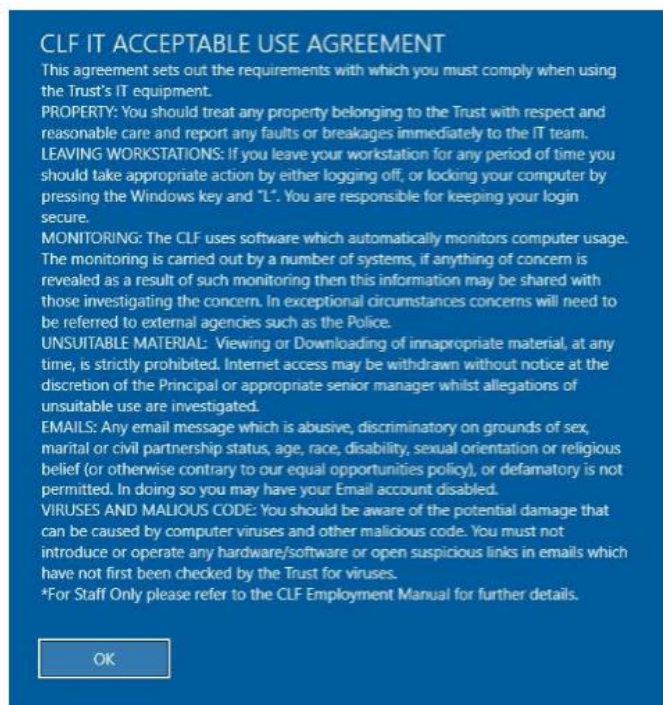 CLF IT ACCEPTABLE USE AGREEMENT
This agreement sets out the requirements with which you must comply when using
the Trust's IT equipment.
PROPERTY: You should treat any property belonging to the Trust with respect and
reasonable care and report any faults or breakages immediately to the IT team.
LEAVING WORKSTATIONS: If you leave your workstation for any period of time you
should take appropriate action by either logging off, or locking your computer by
pressing the Windows key and "L". You are responsible for keeping your login
secure.
MONITORING: The CLF uses software which automatically monitors computer usage.
The monitoring is carried out by a number of systems, if anything of concern is
revealed as a result of such monitoring then this information may be shared with
those investigating the concern. In exceptional circumstances concerns will need to
be referred to external agencies such as the Police.
UNSUITABLE MATERIAL:  Viewing or Downloading of innapropriate material, at any
time, is strictly prohibited. Internet access may be withdrawn without notice at the
discretion of the Principal or appropriate senior manager whilst allegations of
unsuitable use are investigated.
EMAILS: Any email message which is abusive, discriminatory on grounds of sex,
marital or civil partnership status, age, race, disability, sexual orientation or religious
belief (or otherwise contrary to our equal opportunities policy), or defamatory is not
permitted. In doing so you may have your Email account disabled.
VIRUSES AND MALIOUS CODE: You should be aware of the potential damage that
can be caused by computer viruses and other malicious code. You must not
introduce or operate any hardware/software or open suspicious links in emails which
have not first been checked by the Trust for viruses.
*For Staff Only please refer to the CLF Employment Manual for further details.
OK